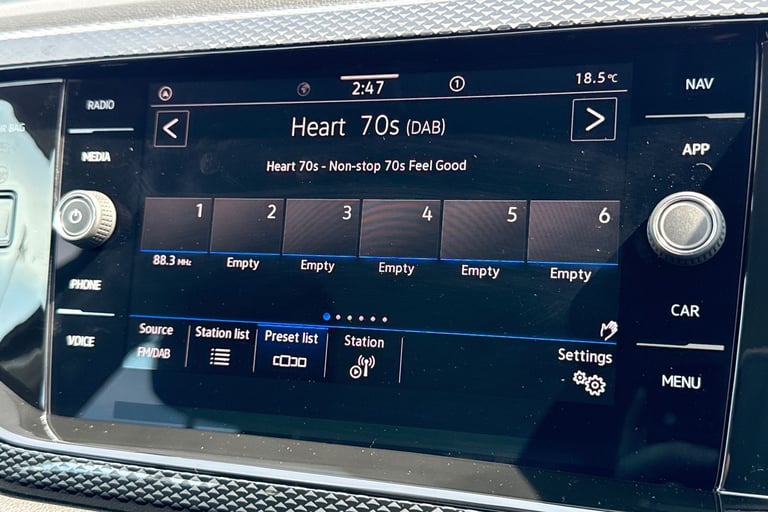 R BAG
RADIO
MEDIA
PHONE
VOICE
2:47
1
18.5°C
Heart 70s (DAB)
Heart 70s - Non-stop 70s Feel Good
1 2 3 4 5 6
88.3 MHz Empty Empty Empty Empty Empty
Source
FM/DAB
Station list
Preset list
Station
Settings
NAV
APP
CAR
MENU